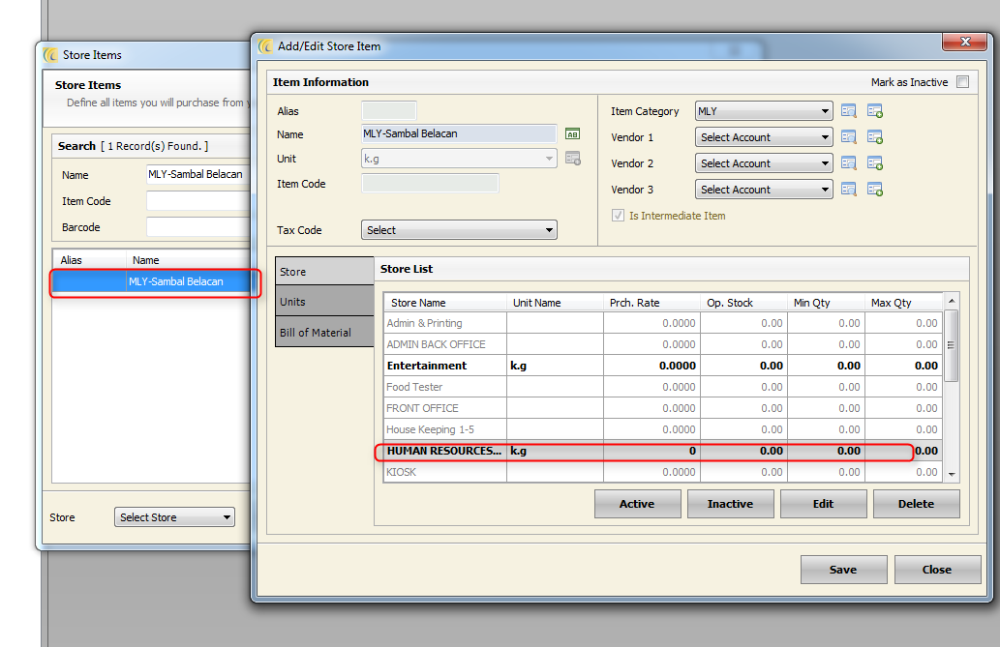 Store Items
Store Items
Define all items you will purchase from
Search [ 1 Record(s) Found. ]
Name MLY-Sambal Belacan
Item Code
Barcode
Alias Name
MLY-Sambal Belacan
Store Select Store
Add/Edit Store Item
Item Information Mark as Inactive
Alias
Name MLY-Sambal Belacan AB
Unit k.g
Item Code
Tax Code Select
Item Category MLY
Vendor 1 Select Account
Vendor 2 Select Account
Vendor 3 Select Account
Is Intermediate Item
Store
Units
Bill of Material
Store List
Store Name Unit Name Prch. Rate Op. Stock Min Qty Max Qty
Admin & Printing 0.0000 0.00 0.00 0.00
ADMIN BACK OFFICE 0.0000 0.00 0.00 0.00
Entertainment k.g 0.0000 0.00 0.00 0.00
Food Tester 0.0000 0.00 0.00 0.00
FRONT OFFICE 0.0000 0.00 0.00 0.00
House Keeping 1-5 0.0000 0.00 0.00 0.00
HUMAN RESOURCES... k.g 0 0.00 0.00 0.00
KIOSK 0.0000 0.00 0.00 0.00
Active Inactive Edit Delete
Save Close